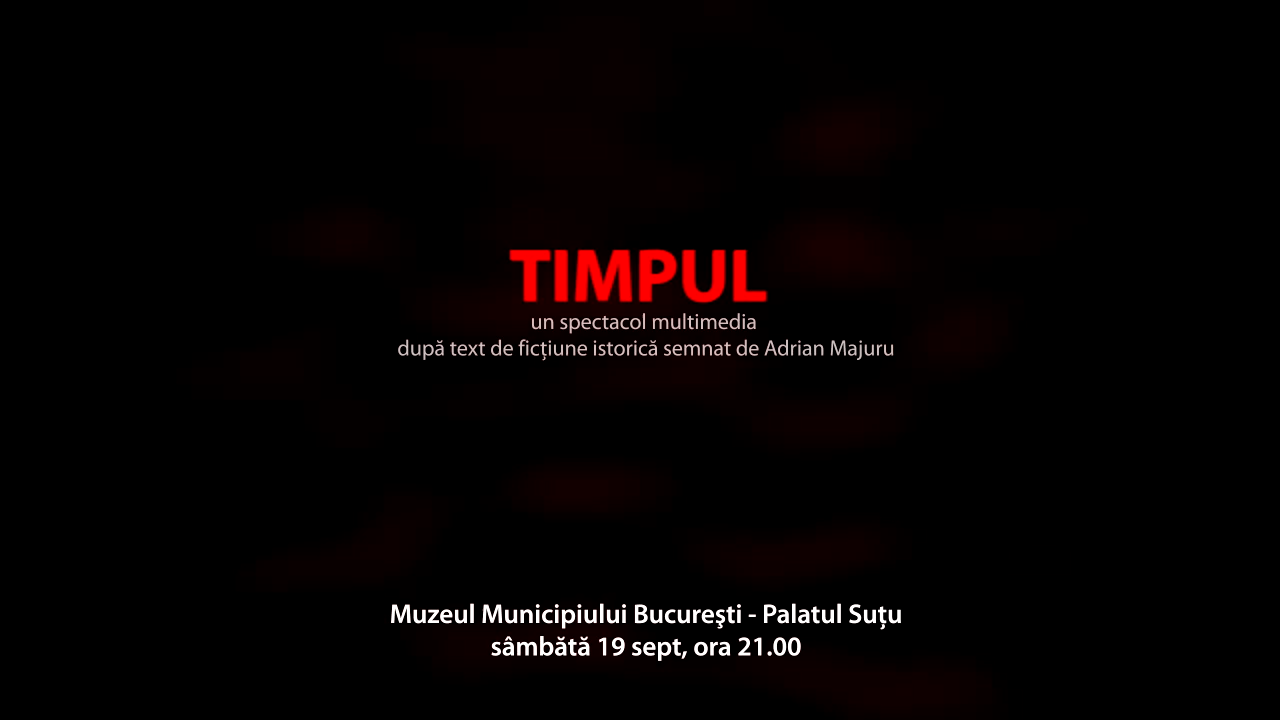 TIMPUL
un spectacol multimedia
după text de ficțiune istorică semnat de Adrian Majuru
Muzeul Municipiului Bucureşti - Palatul Suțu
sâmbătă 19 sept, ora 21.00